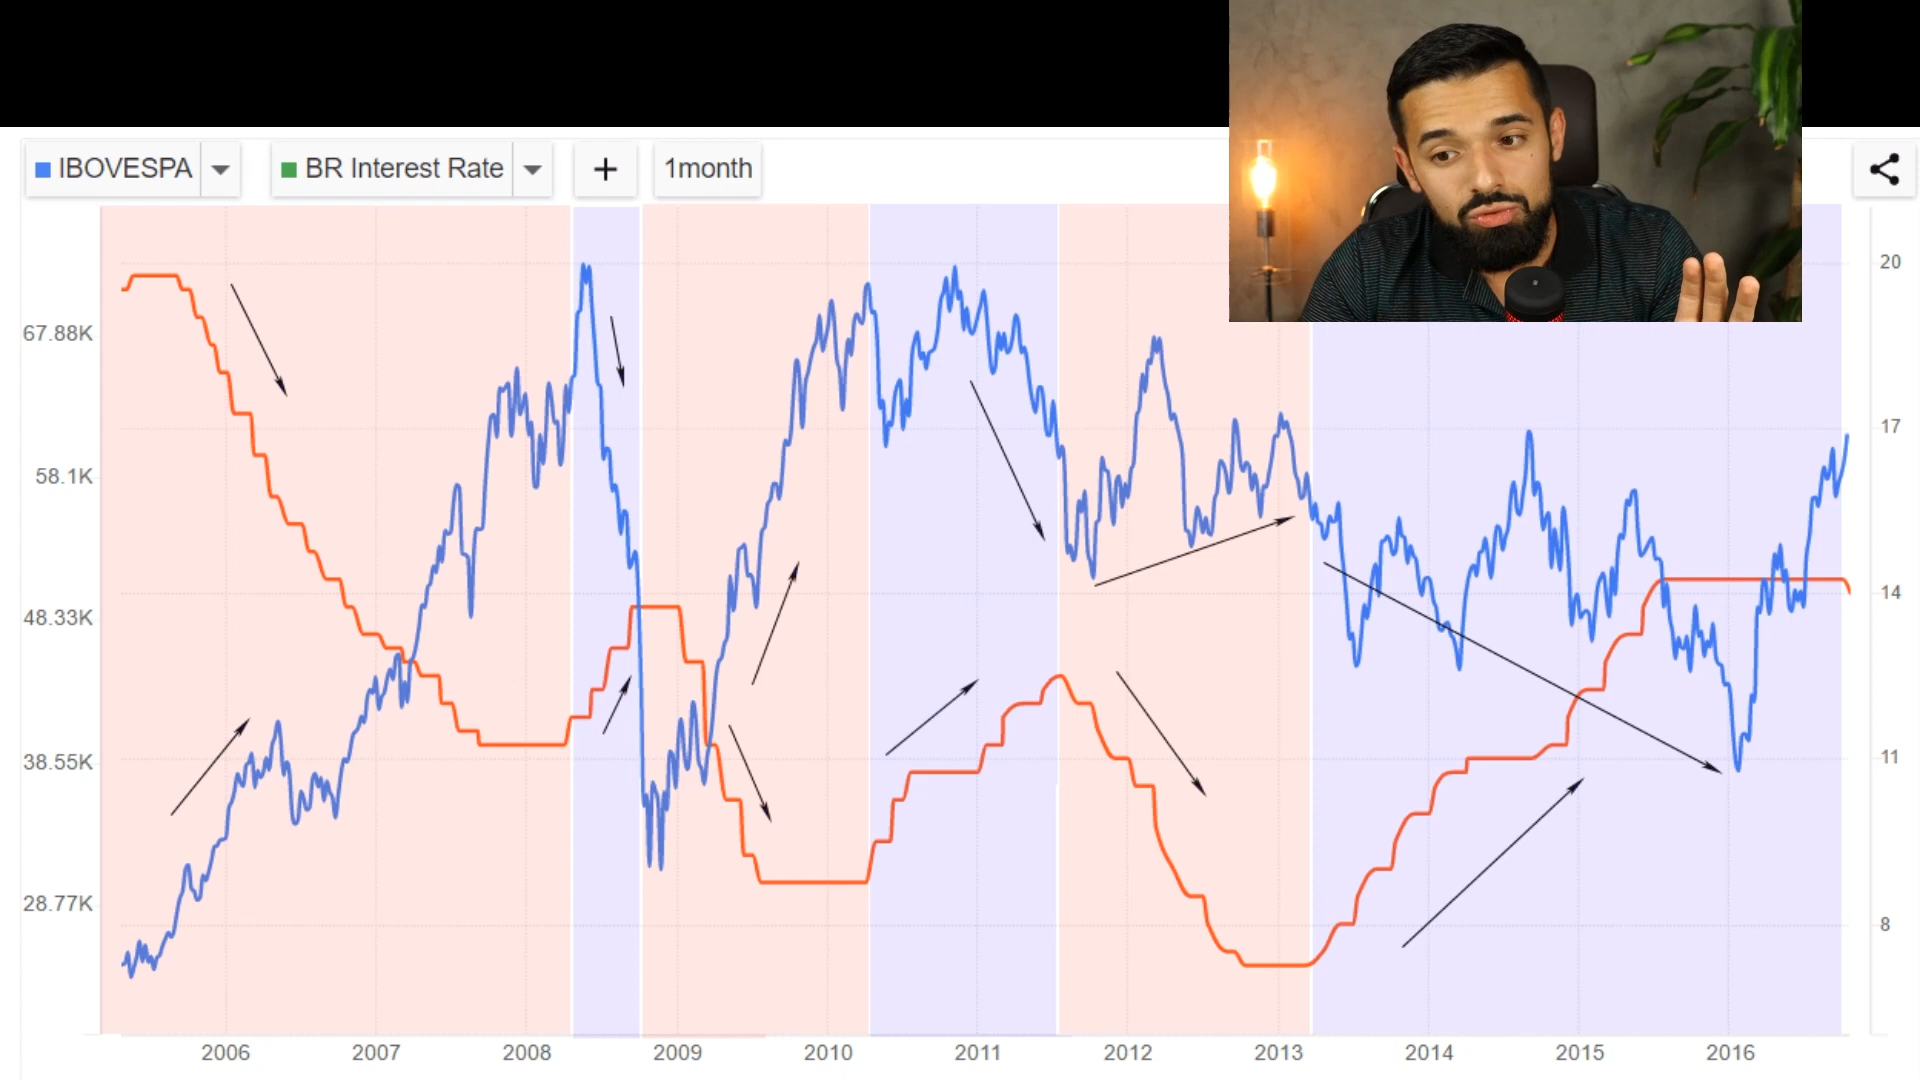 IBOVESPA
BR Interest Rate
+
1month
67.88K
58.1K
48.33K
38.55K
28.77K
20
17
14
11
8
2006 2007 2008 2009 2010 2011 2012 2013 2014 2015 2016